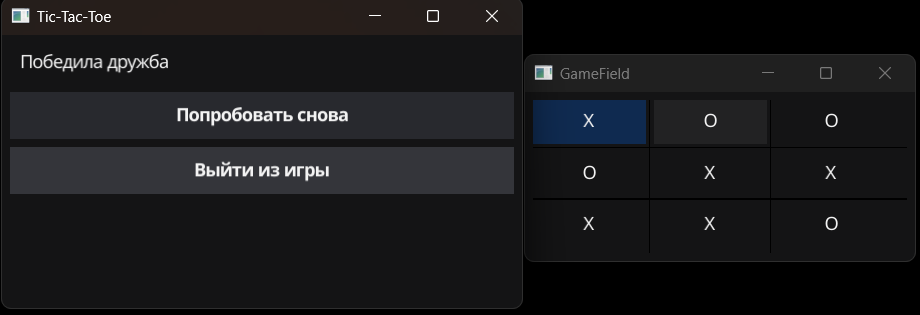 Tic-Tac-Toe
Победила дружба
Попробовать снова
Выйти из игры
GameField
X O O
O X X
X X O